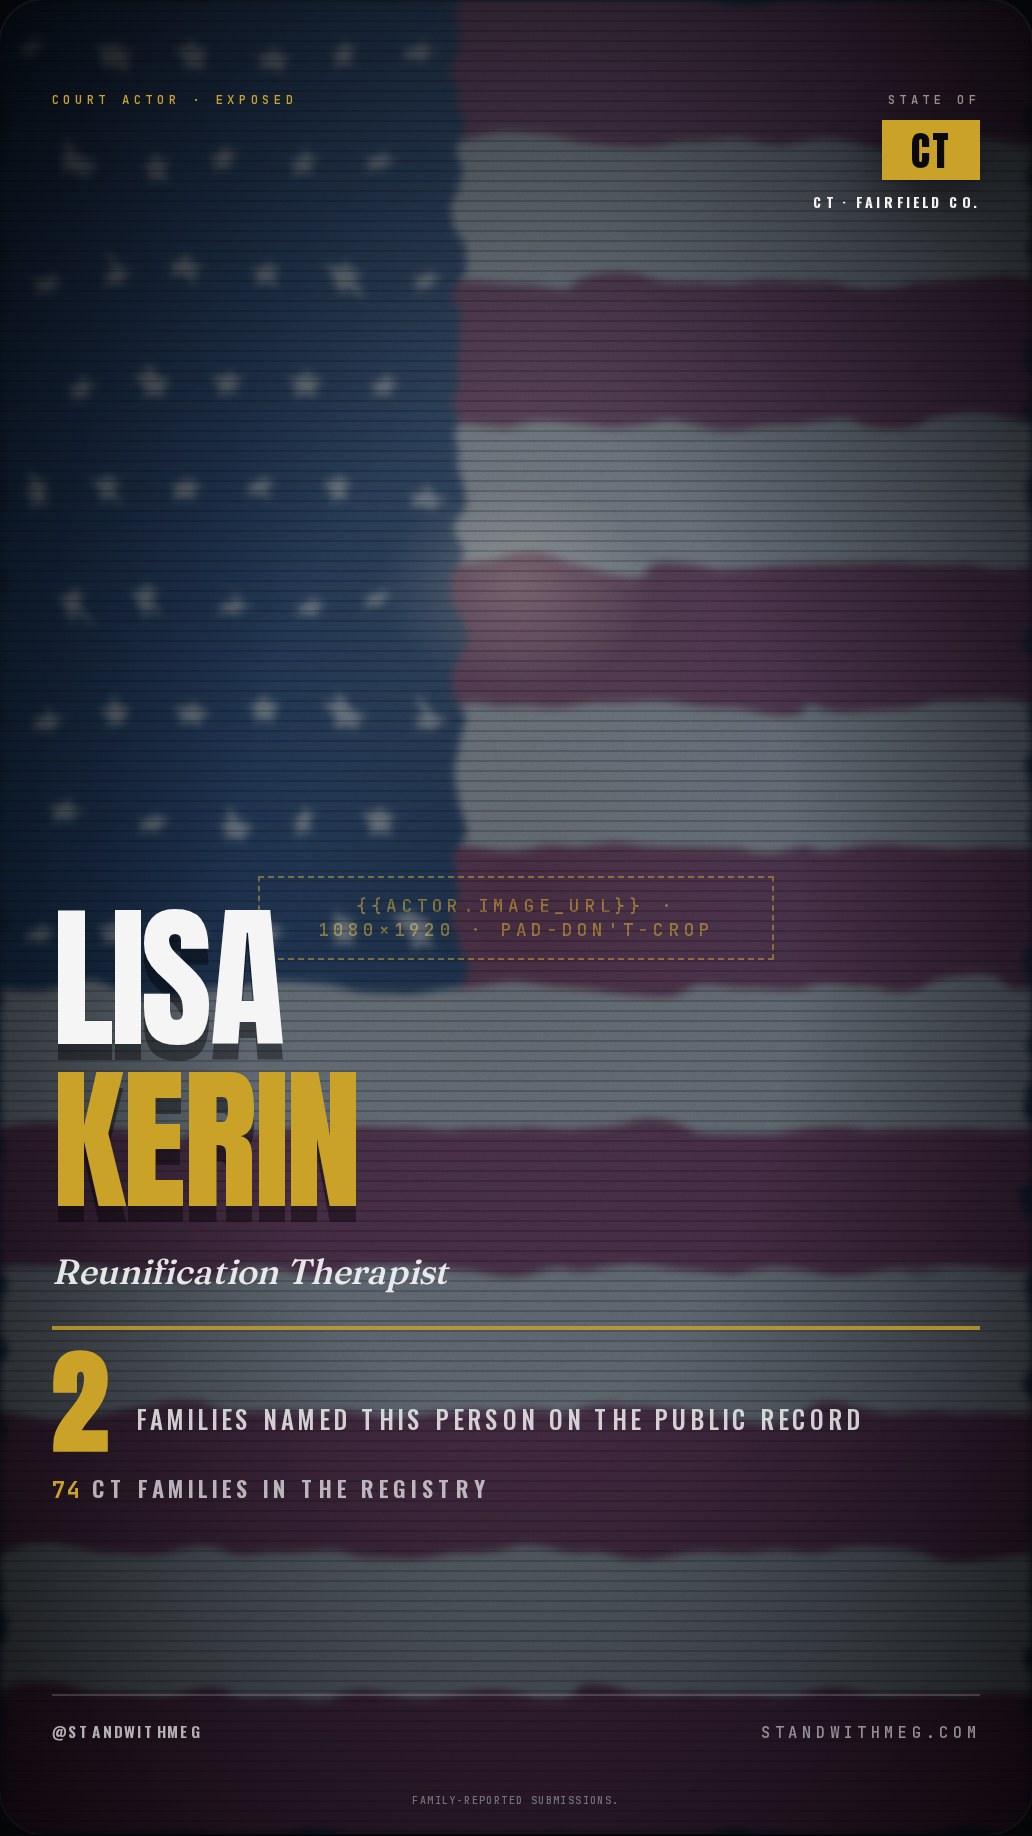 COURT ACTOR · EXPOSED
STATE OF
CT
CT · FAIRFIELD CO.
{{ACTOR.IMAGE_URL}} ·
1080×1920 · PAD-DON'T-CROP
LISA
KERIN
Reunification Therapist
2 FAMILIES NAMED THIS PERSON ON THE PUBLIC RECORD
74 CT FAMILIES IN THE REGISTRY
@STANDWITHMEG
STANDWITHMEG.COM
FAMILY-REPORTED SUBMISSIONS.